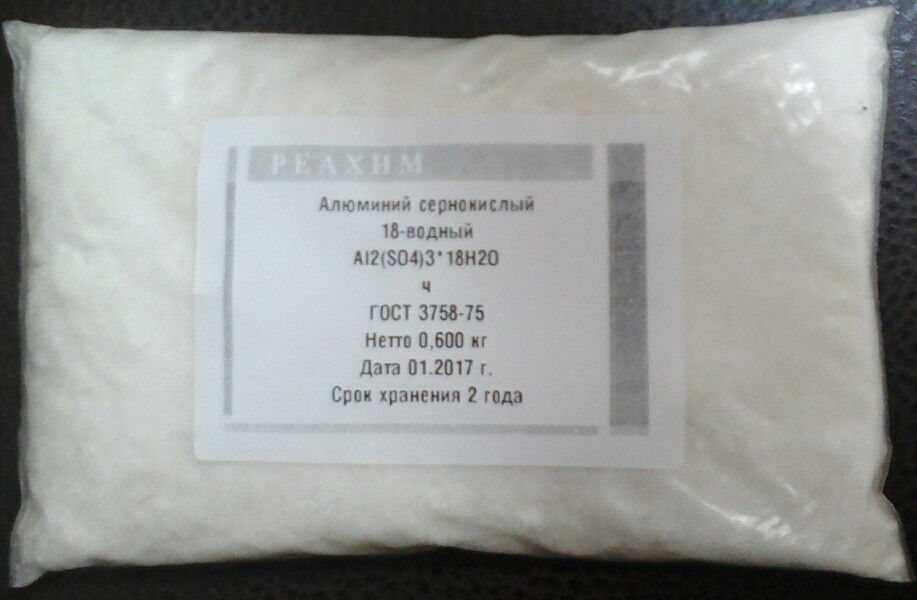 РЕАХИМ
Алюминий сернокислый
18-водный
Al2(SO4)3*18H2O
ч
ГОСТ 3758-75
Нетто 0,600 кг
Дата 01.2017 г.
Срок хранения 2 года